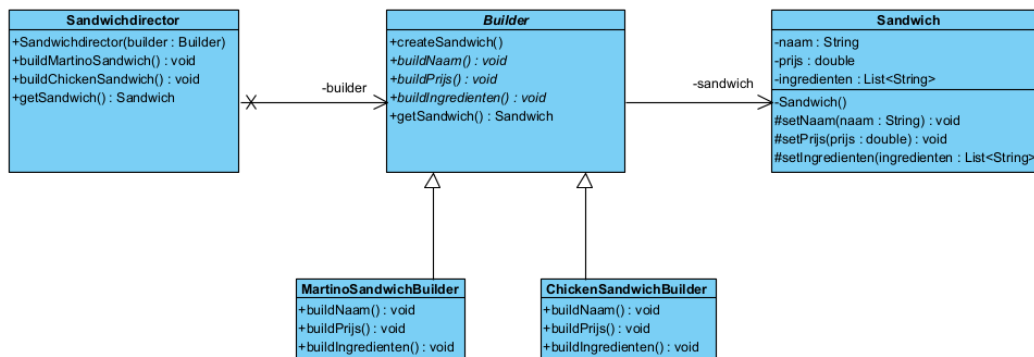 Sandwichdirector
+Sandwichdirector(builder : Builder)
+buildMartinoSandwich() : void
+buildChickenSandwich() : void
+getSandwich() : Sandwich
-builder
Builder
+createSandwich()
+buildNaam() : void
+buildPrijs() : void
+buildIngredienten() : void
+getSandwich() : Sandwich
-sandwich
Sandwich
-naam : String
-prijs : double
-ingredienten : List<String>
-Sandwich()
#setNaam(naam : String) : void
#setPrijs(prijs : double) : void
#setIngredienten(ingredienten : List<String>
MartinoSandwichBuilder
+buildNaam() : void
+buildPrijs() : void
+buildIngredienten() : void
ChickenSandwichBuilder
+buildNaam() : void
+buildPrijs() : void
+buildIngredienten() : void